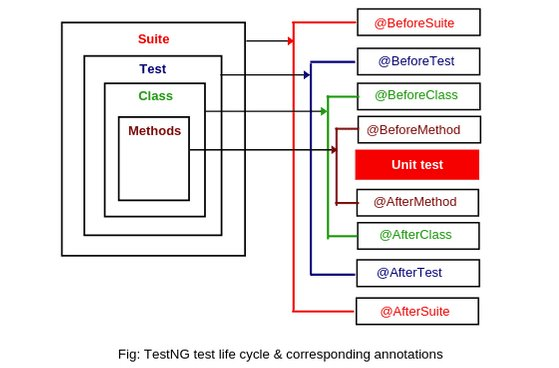 Suite
Test
Class
Methods
@BeforeSuite
@BeforeTest
@BeforeClass
@BeforeMethod
Unit test
@AfterMethod
@AfterClass
@AfterTest
@AfterSuite
Fig: TestNG test life cycle & corresponding annotations